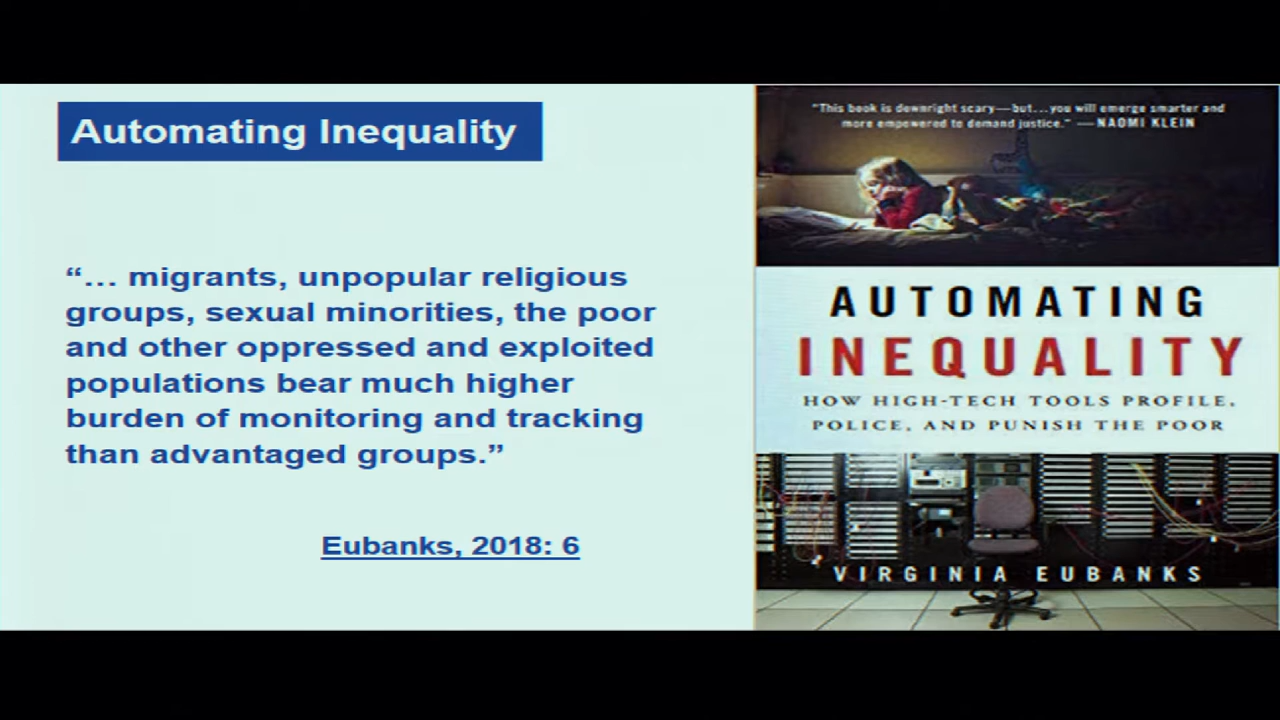 Automating Inequality
“… migrants, unpopular religious
groups, sexual minorities, the poor
and other oppressed and exploited
populations bear much higher
burden of monitoring and tracking
than advantaged groups.”
Eubanks, 2018: 6
“This book is downright scary—but...you will emerge smarter and
more empowered to demand justice.” —NAOMI KLEIN
AUTOMATING
INEQUALITY
HOW HIGH-TECH TOOLS PROFILE,
POLICE, AND PUNISH THE POOR
VIRGINIA EUBANKS